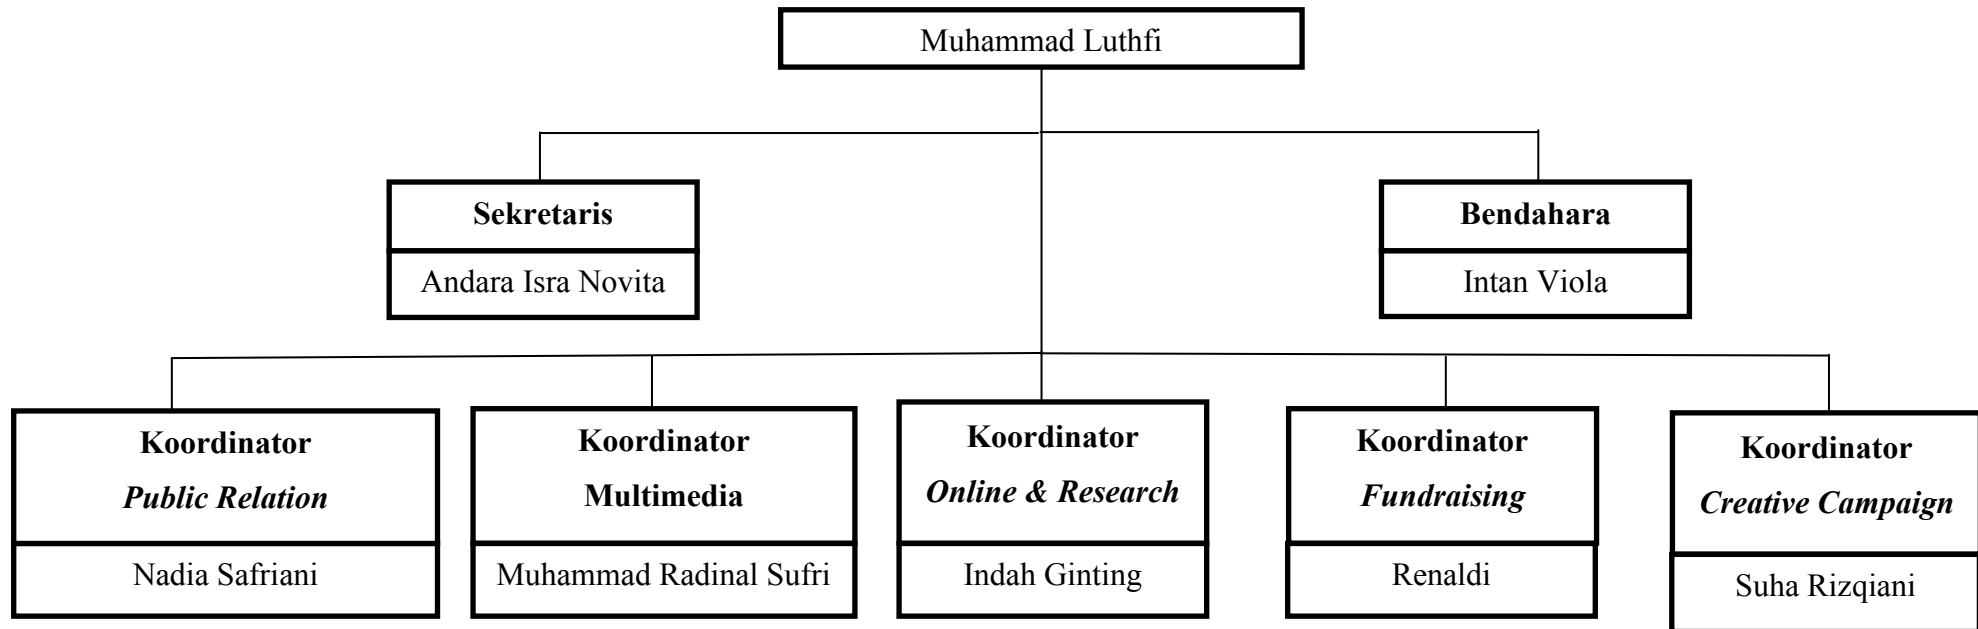 Muhammad Luthfi
Sekretaris
Andara Isra Novita
Bendahara
Intan Viola
Koordinator
Public Relation
Nadia Safriani
Koordinator
Multimedia
Muhammad Radinal Sufri
Koordinator
Online & Research
Indah Ginting
Koordinator
Fundraising
Renaldi
Koordinator
Creative Campaign
Suha Rizqiani